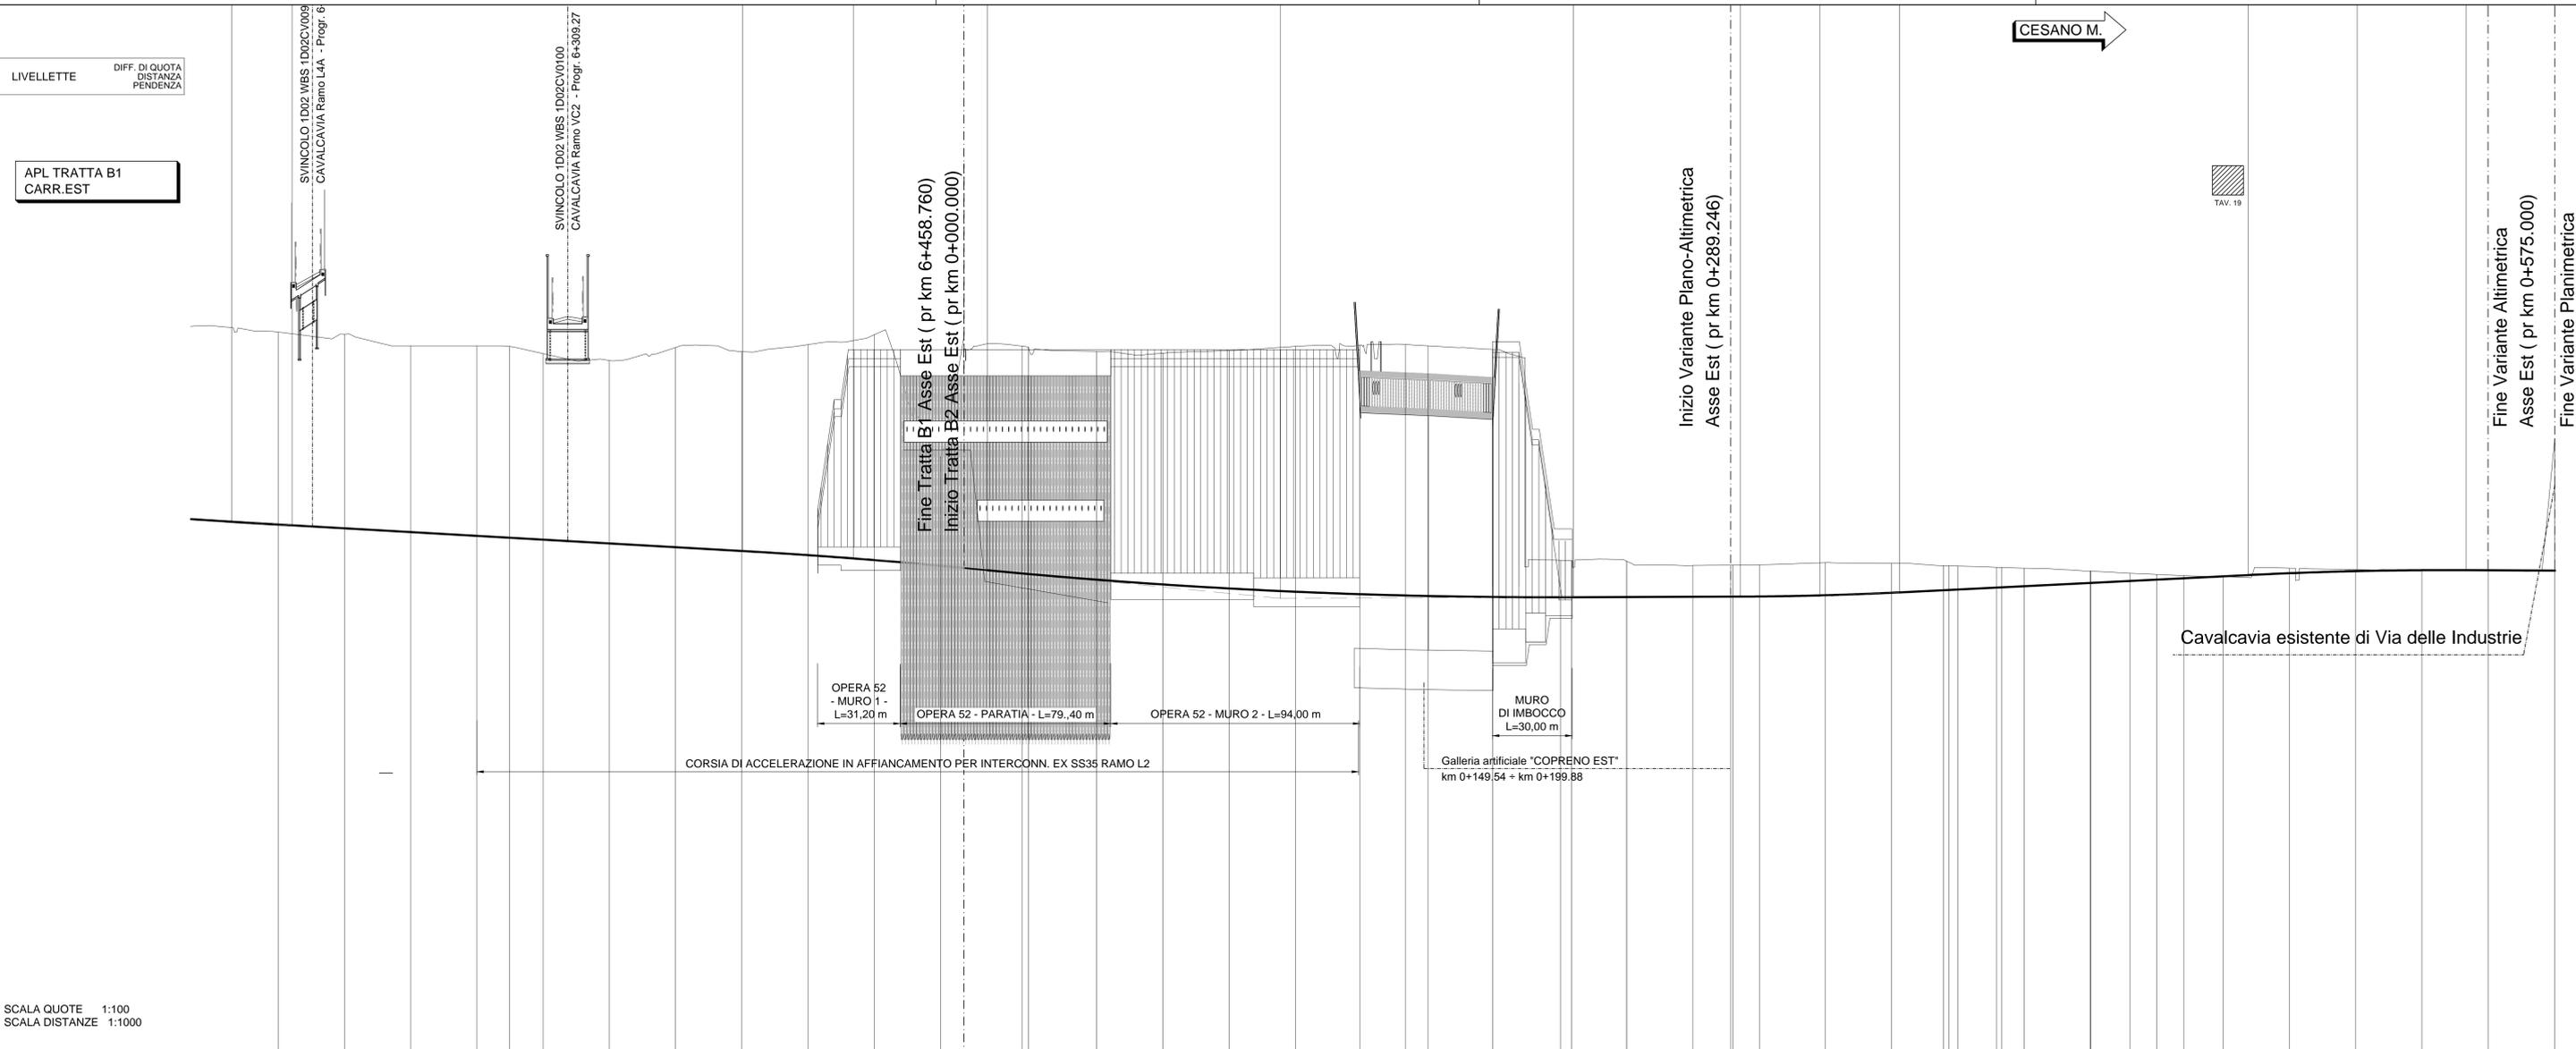 CESANO M.
LIVELLETTE
DIFF. DI QUOTA
DISTANZA
PENDENZA
APL TRATTA B1
CARR.EST
SVINCOLO 1D02 WBS 1D02CV009
CAVALCAVIA Ramo L4A - Progr. 6
SVINCOLO 1D02 WBS 1D02CV0100
CAVALCAVIA Ramo VC2 - Progr. 6+309.27
Fine Tratta B1 Asse Est ( pr km 6+458.760)
Inizio Tratta B2 Asse Est ( pr km 0+000.000)
Inizio Variante Plano-Altimetrica
Asse Est ( pr km 0+289.246)
TAV. 19
Fine Variante Altimetrica
Asse Est ( pr km 0+575.000)
Fine Variante Planimetrica
Cavalcavia esistente di Via delle Industrie
OPERA 52
- MURO 1 -
L=31,20 m
OPERA 52 - PARATIA - L=79.,40 m
OPERA 52 - MURO 2 - L=94,00 m
MURO
DI IMBOCCO
L=30,00 m
CORSIA DI ACCELERAZIONE IN AFFIANCAMENTO PER INTERCONN. EX SS35 RAMO L2
Galleria artificiale "COPRENO EST"
km 0+149.54 ÷ km 0+199.88
SCALA QUOTE 1:100
SCALA DISTANZE 1:1000